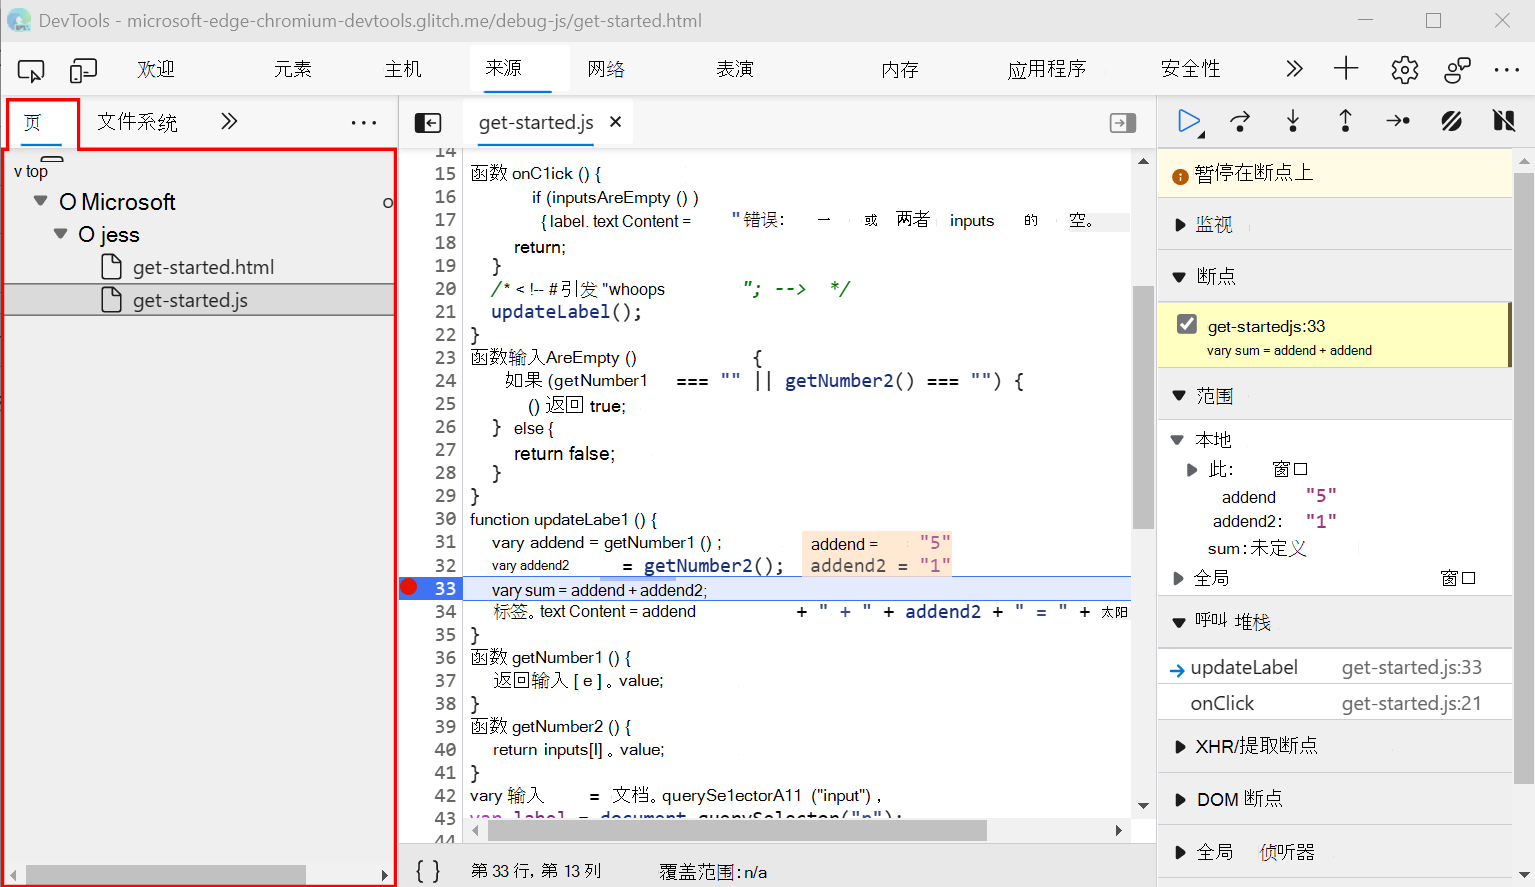 DevTools - microsoft-edge-chromium-devtools.glitch.me/debug-js/get-started.html
欢迎 元素 主机 来源 网络 表演 内存 应用程序 安全性
页 文件系统
get-started.js
v top
O Microsoft
O jess
get-started.html
get-started.js
14
15 函数 onC1ick () {
16 if (inputsAreEmpty () )
17 { label. text Content = "错误: 一 或 两者 inputs 的 空。
18 return;
19 }
20 /* < !-- # 引发 "whoops "; --> */
21 updateLabel();
22 }
23 函数输入AreEmpty () {
24 如果 (getNumber1 === "" || getNumber2() === "") {
25 () 返回 true;
26 } else {
27 return false;
28 }
29 }
30 function updateLabe1 () {
31 vary addend = getNumber1 () ; addend = "5"
32 vary addend2 = getNumber2(); addend2 = "1"
33 vary sum = addend + addend2;
34 标签。text Content = addend + " + " + addend2 + " = " + 太阳
35 }
36 函数 getNumber1 () {
37 返回输入 [ e ] 。value;
38 }
39 函数 getNumber2 () {
40 return inputs[I] 。value;
41 }
42 vary 输入 = 文档。querySe1ectorA11 ("input") ,
43 var label = document.querySelector("p");
44
{ } 第 33 行, 第 13 列 覆盖范围:n/a
暂停在断点上
监视
断点
get-startedjs:33
vary sum = addend + addend
范围
本地
此: 窗口
addend "5"
addend2: "1"
sum:未定义
全局 窗口
呼叫 堆栈
updateLabel get-started.js:33
onClick get-started.js:21
XHR/提取断点
DOM 断点
全局 侦听器